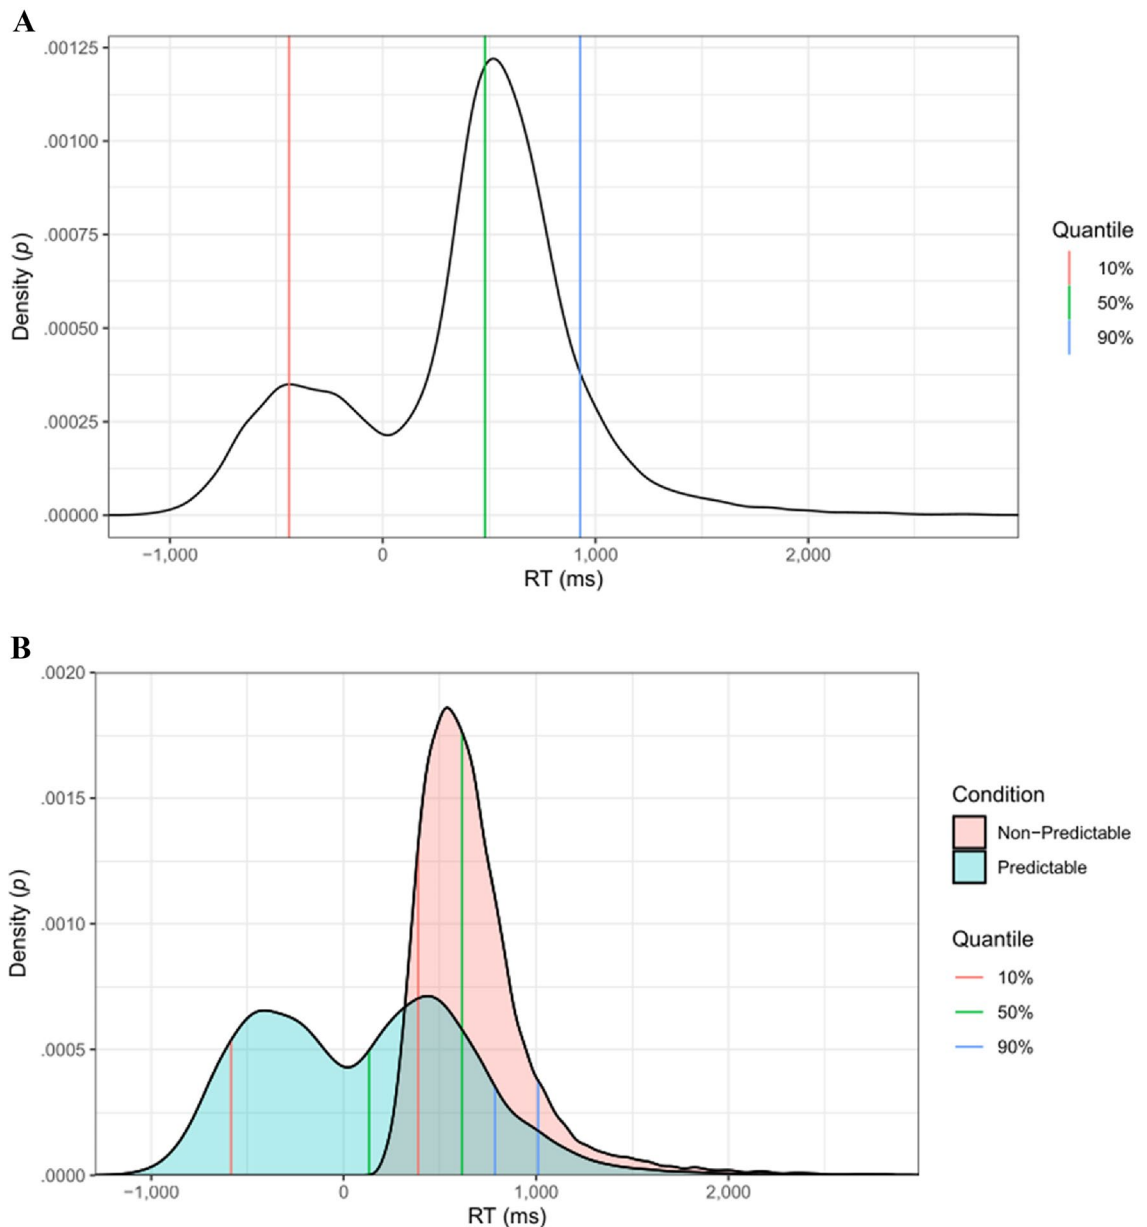 A
.00125
.00100
.00075
.00050
.00025
.00000
Density (p)
−1,000 0 1,000 2,000
RT (ms)
Quantile
10%
50%
90%
B
.0020
.0015
.0010
.0005
.0000
Density (p)
−1,000 0 1,000 2,000
RT (ms)
Condition
Non−Predictable
Predictable
Quantile
10%
50%
90%